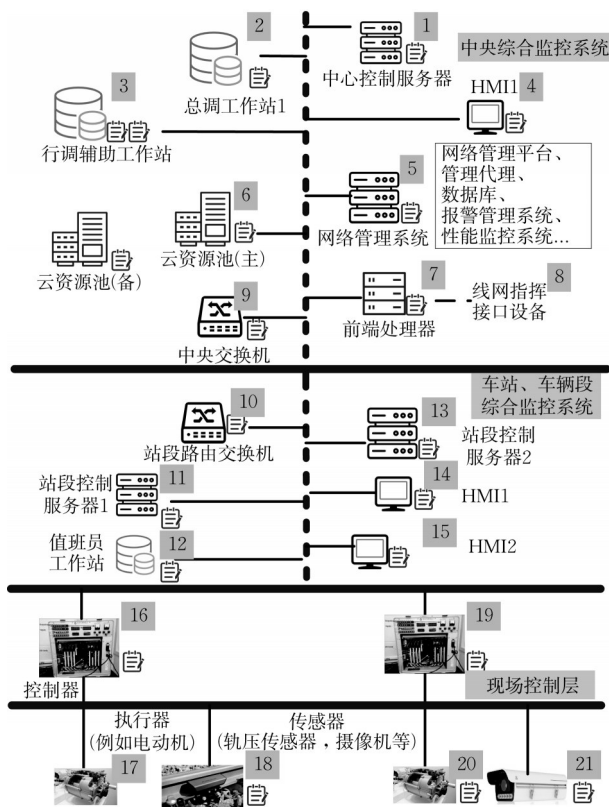 1
中央综合监控系统
中心控制服务器
2
总调工作站1
3
行调辅助工作站
HMI1
4
5
网络管理系统
网络管理平台、
管理代理、
数据库、
报警管理系统、
性能监控系统...
6
云资源池(主)
云资源池(备)
7
前端处理器
8
线网指挥
接口设备
9
中央交换机
车站、车辆段
综合监控系统
10
站段路由交换机
13
站段控制
服务器2
11
站段控制
服务器1
14
HMI1
12
值班员
工作站
15
HMI2
16
控制器
19
现场控制层
执行器
(例如电动机)
传感器
(轨压传感器,摄像机等)
17
18
20
21